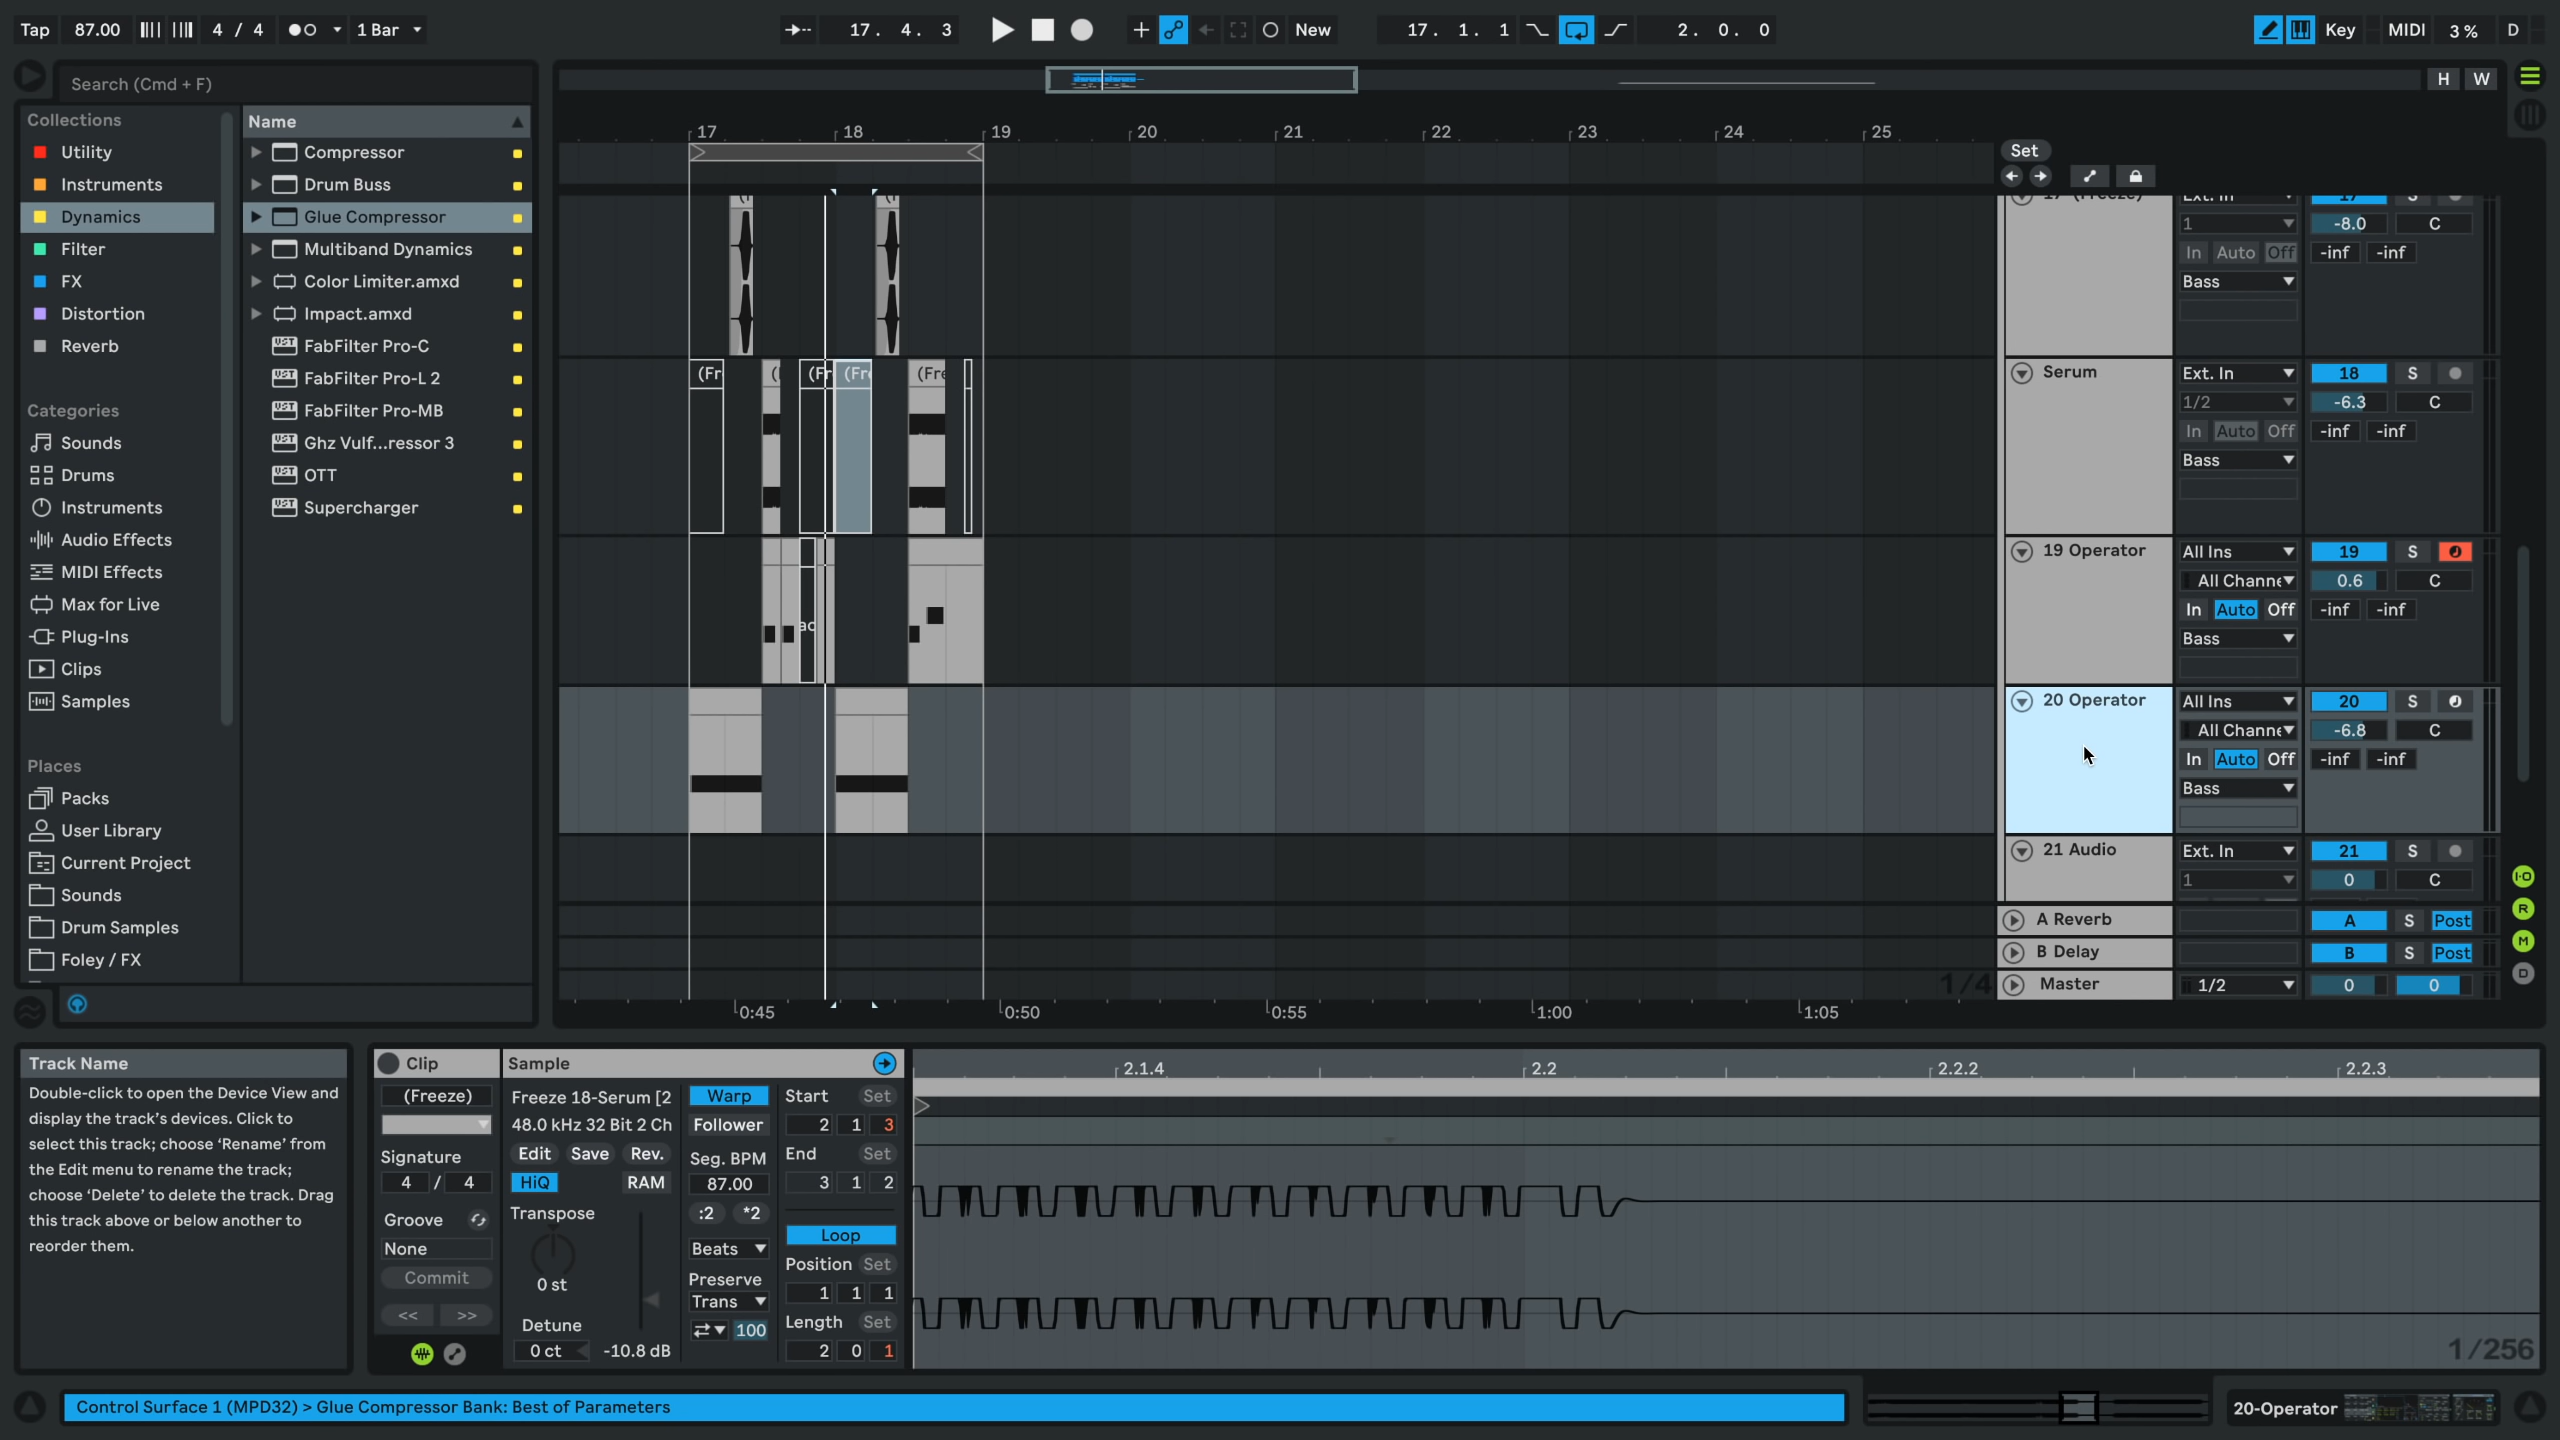 Tap 87.00 4 / 4 1 Bar 17. 4. 3 New 17. 1. 1 2. 0. 0 Key MIDI 3 % D
Search (Cmd + F)
H W
Collections
Utility
Instruments
Dynamics
Filter
FX
Distortion
Reverb
Categories
Sounds
Drums
Instruments
Audio Effects
MIDI Effects
Max for Live
Plug-Ins
Clips
Samples
Places
Packs
User Library
Current Project
Sounds
Drum Samples
Foley / FX
Name
Compressor
Drum Buss
Glue Compressor
Multiband Dynamics
Color Limiter.amxd
Impact.amxd
FabFilter Pro-C
FabFilter Pro-L 2
FabFilter Pro-MB
Ghz Vulf...ressor 3
OTT
Supercharger
17 18 19 20 21 22 23 24 25
Set
(Fr (Fr (Fr (Fre
17 (Freeze) Ext. In 17 S
1 -8.0 C
In Auto Off -inf -inf
Bass
Serum Ext. In 18 S
1/2 -6.3 C
In Auto Off -inf -inf
Bass
19 Operator All Ins 19 S
All Channe 0.6 C
In Auto Off -inf -inf
Bass
20 Operator All Ins 20 S
All Channe -6.8 C
In Auto Off -inf -inf
Bass
21 Audio Ext. In 21 S
1 0 C
A Reverb A S Post
B Delay B S Post
1/4
Master 1/2 0 0
I·O
R
M
D
0:45 0:50 0:55 1:00 1:05
Track Name
Double-click to open the Device View and
display the track's devices. Click to
select this track; choose 'Rename' from
the Edit menu to rename the track;
choose 'Delete' to delete the track. Drag
this track above or below another to
reorder them.
Clip
(Freeze)
Signature
4 / 4
Groove
None
Commit
<< >>
Sample
Freeze 18-Serum [2
48.0 kHz 32 Bit 2 Ch
Edit Save Rev.
HiQ RAM
Transpose
0 st
Detune
0 ct -10.8 dB
Warp
Follower
Seg. BPM
87.00
:2 *2
Beats
Preserve
Trans
100
Start Set
2 1 3
End Set
3 1 2
Loop
Position Set
1 1 1
Length Set
2 0 1
2.1.4 2.2 2.2.2 2.2.3
1/256
Control Surface 1 (MPD32) > Glue Compressor Bank: Best of Parameters
20-Operator